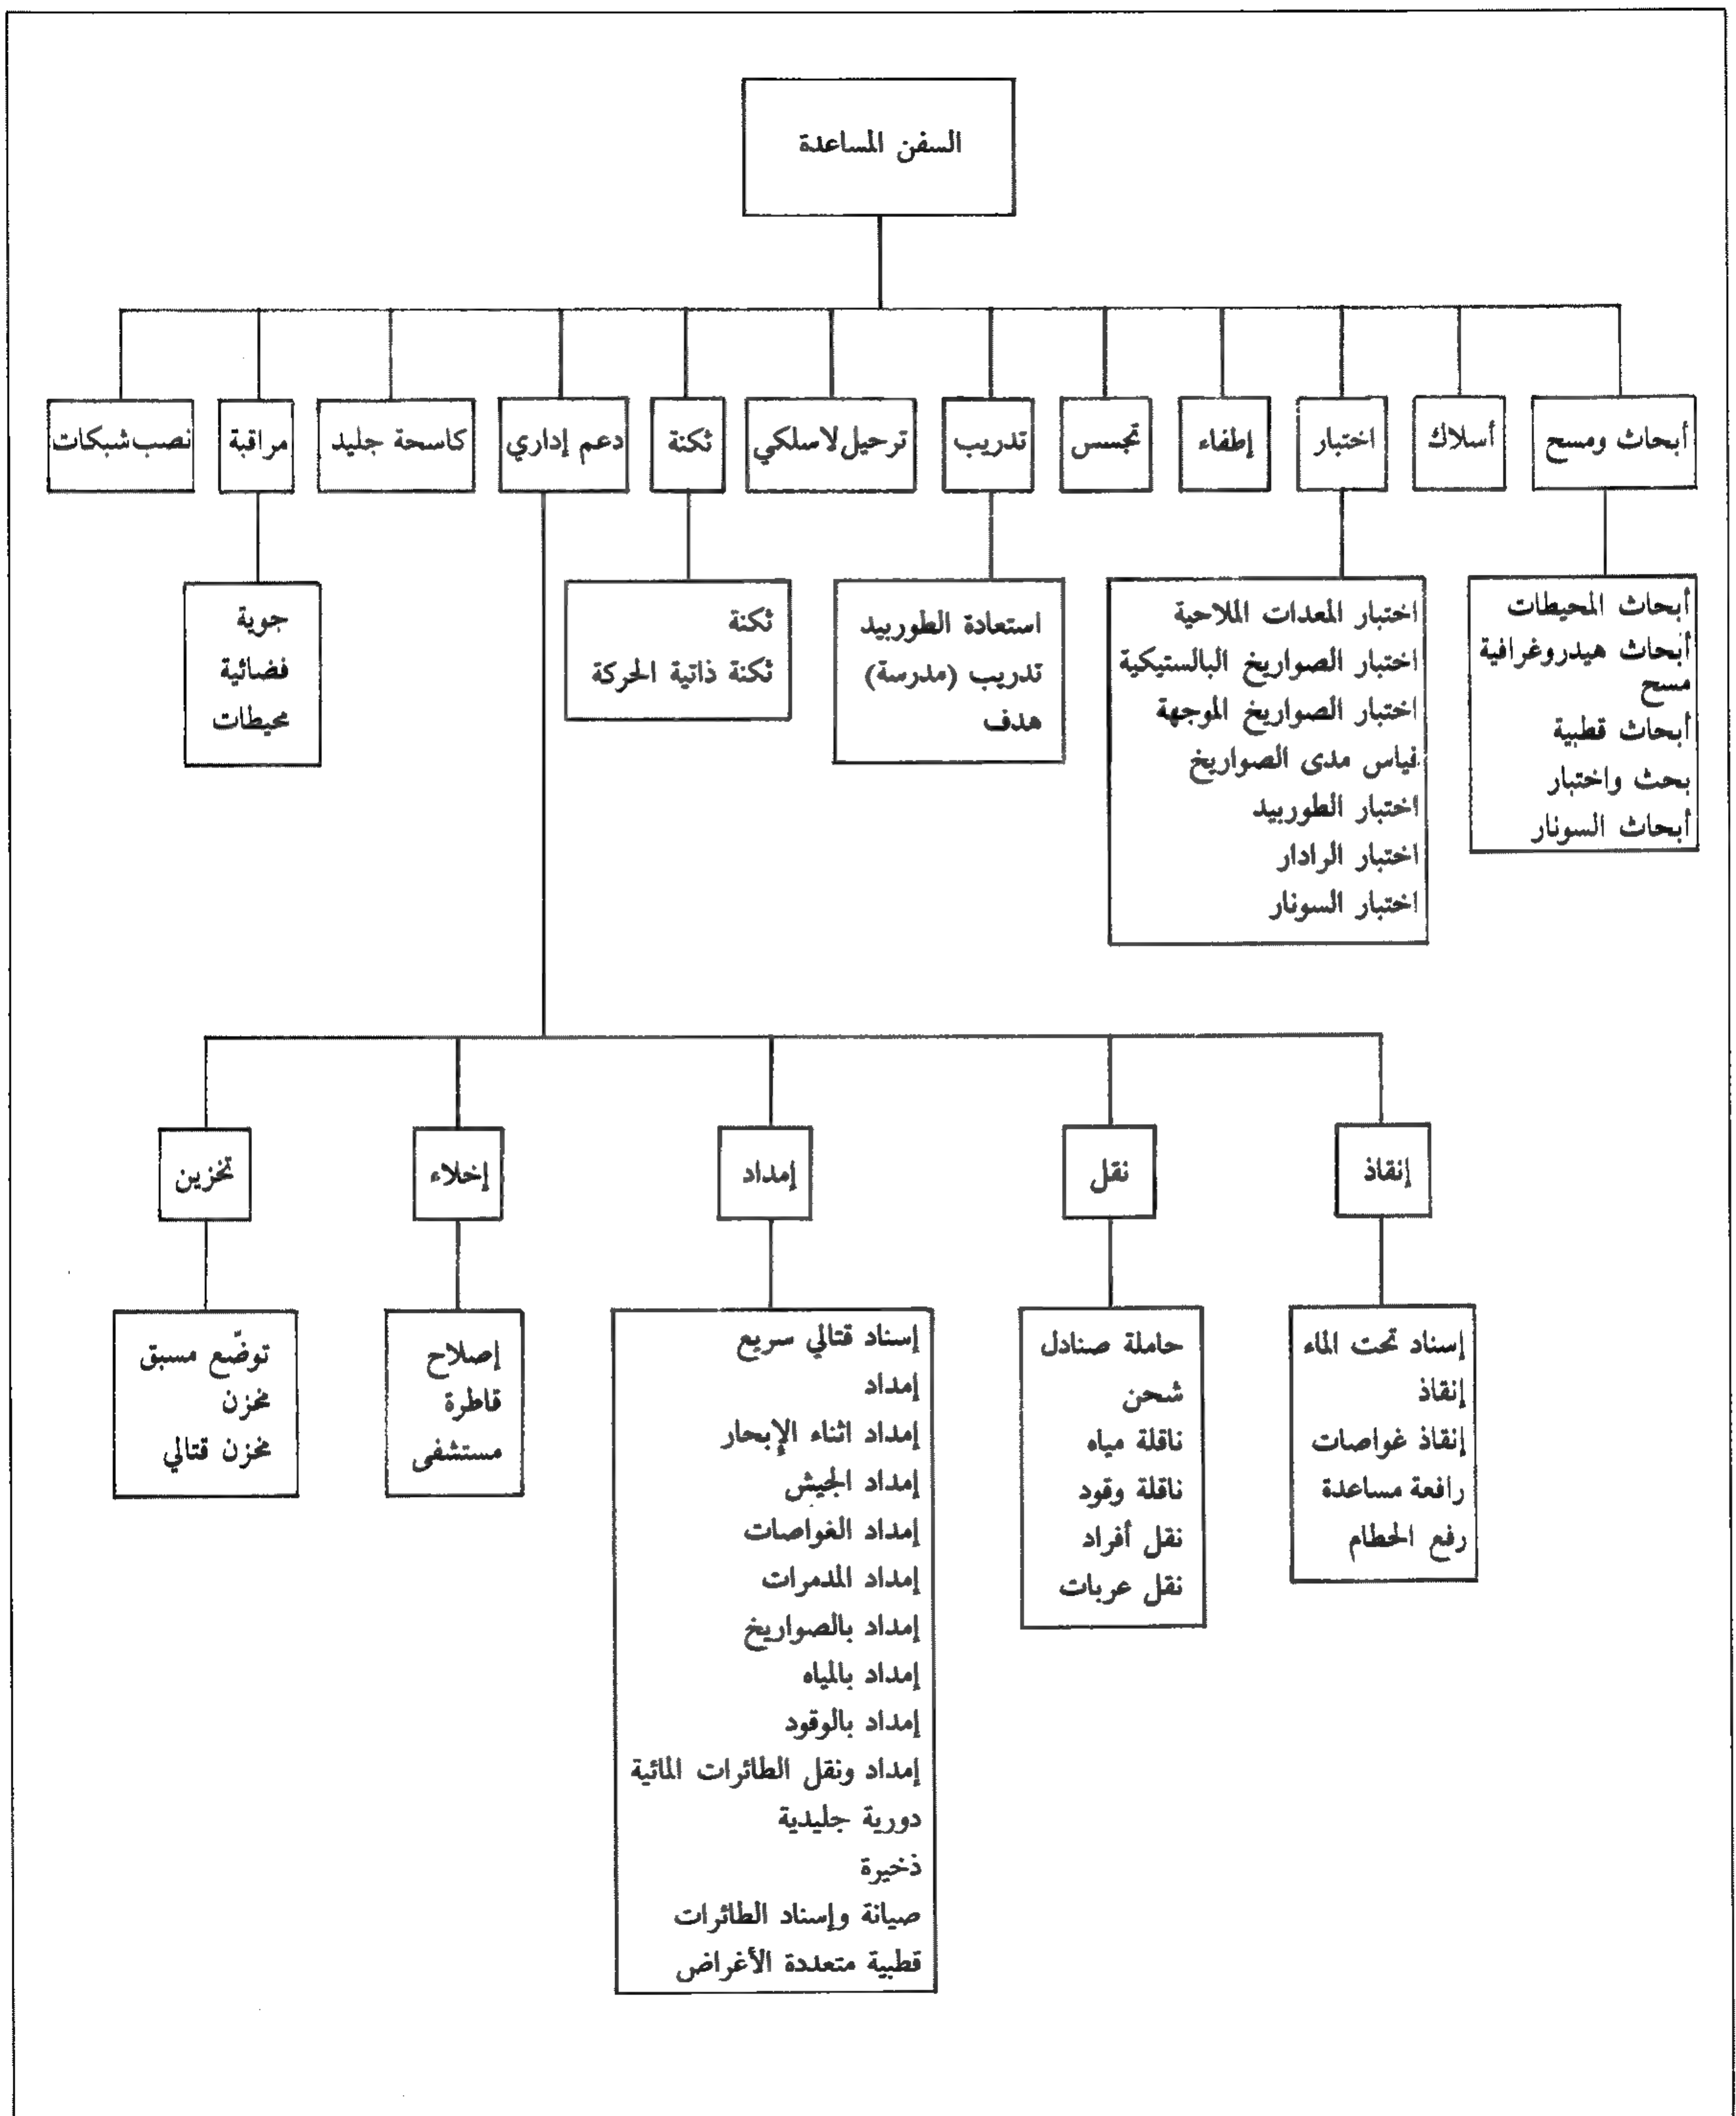 السفن المساعدة
أبحاث ومسح
أسلاك
اختبار
إطفاء
تجسس
تدريب
ترحيل لاسلكي
ثكنة
دعم إداري
كاسحة جليد
مراقبة
نصب شبكات
أبحاث المحيطات
أبحاث هيدروغرافية
مسح
أبحاث قطبية
بحث واختبار
أبحاث السونار
اختبار المعدات الملاحية
اختبار الصواريخ البالستيكية
اختبار الصواريخ الموجهة
قياس مدى الصواريخ
اختبار الطوربيد
اختبار الرادار
اختبار السونار
استعادة الطوربيد
تدريب (مدرسة)
هدف
ثكنة
ثكنة ذاتية الحركة
جوية
فضائية
محيطات
إنقاذ
نقل
إمداد
إخلاء
تخزين
إسناد تحت الماء
إنقاذ
إنقاذ غواصات
رافعة مساعدة
رفع الحطام
حاملة صنادل
شحن
ناقلة مياه
ناقلة وقود
نقل أفراد
نقل عربات
إسناد قتالي سريع
إمداد
إمداد اثناء الإبحار
إمداد الجيش
إمداد الغواصات
إمداد المدمرات
إمداد بالصواريخ
إمداد بالمياه
إمداد بالوقود
إمداد ونقل الطائرات المائية
دورية جليدية
ذخيرة
صيانة وإسناد الطائرات
قطبية متعددة الأغراض
إصلاح
قاطرة
مستشفى
توضّع مسبق
مخزن
مخزن قتالي